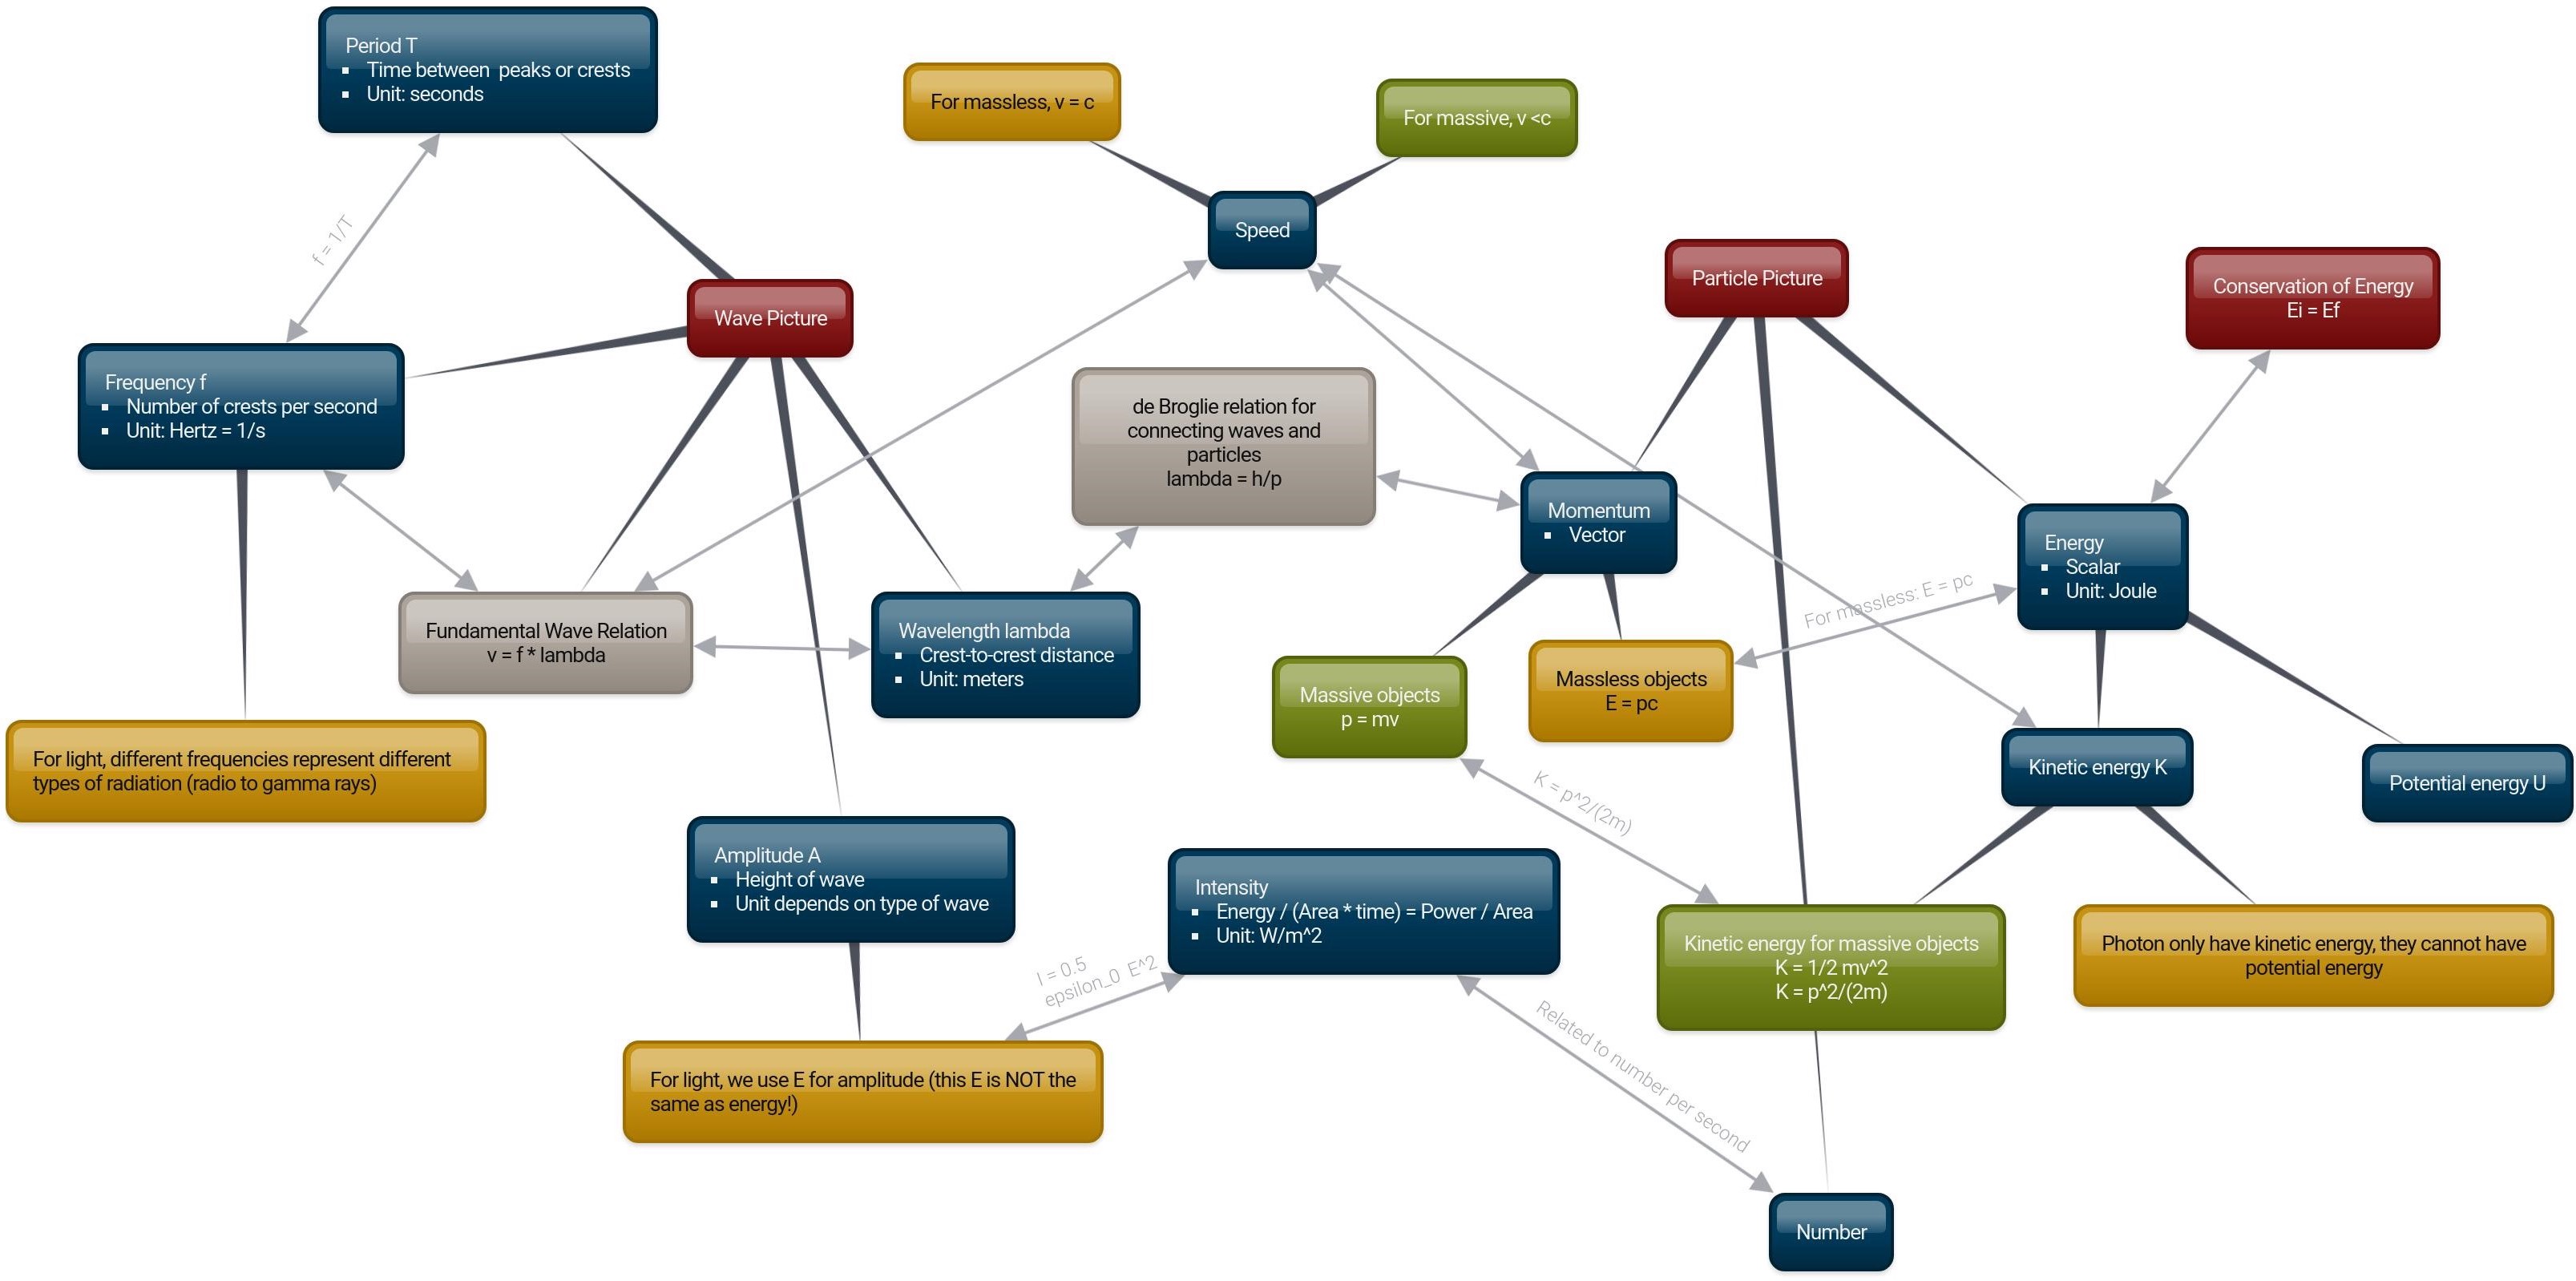 Period T
▪ Time between  peaks or crests
▪ Unit: seconds
For massless, v = c
For massive, v <c
Speed
f = 1/T
Wave Picture
Particle Picture
Conservation of Energy
Ei = Ef
Frequency f
▪ Number of crests per second
▪ Unit: Hertz = 1/s
de Broglie relation for
connecting waves and
particles
lambda = h/p
Momentum
▪ Vector
Energy
▪ Scalar
▪ Unit: Joule
For massless: E = pc
Fundamental Wave Relation
v = f * lambda
Wavelength lambda
▪ Crest-to-crest distance
▪ Unit: meters
Massive objects
p = mv
Massless objects
E = pc
For light, different frequencies represent different
types of radiation (radio to gamma rays)
Kinetic energy K
Potential energy U
K = p^2/(2m)
Amplitude A
▪ Height of wave
▪ Unit depends on type of wave
Intensity
▪ Energy / (Area * time) = Power / Area
▪ Unit: W/m^2
Kinetic energy for massive objects
K = 1/2 mv^2
K = p^2/(2m)
Photon only have kinetic energy, they cannot have
potential energy
I = 0.5
epsilon_0  E^2
For light, we use E for amplitude (this E is NOT the
same as energy!)
Related to number per second
Number